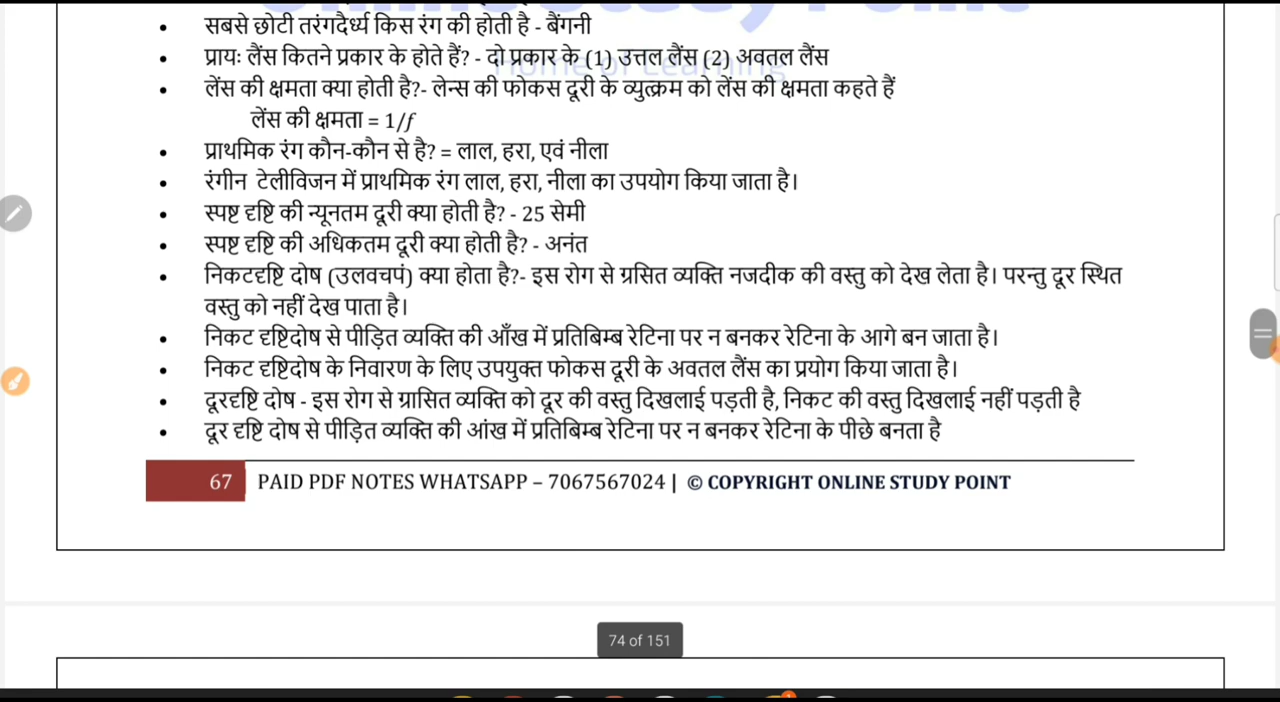 • सबसे छोटी तरंगदैर्ध्य किस रंग की होती है - बैंगनी
• प्रायः लैंस कितने प्रकार के होते हैं? - दो प्रकार के (1) उत्तल लैंस (2) अवतल लैंस
Home of Learning
• लेंस की क्षमता क्या होती है?- लेन्स की फोकस दूरी के व्युत्क्रम को लेंस की क्षमता कहते हैं
लेंस की क्षमता = 1/f
• प्राथमिक रंग कौन-कौन से है? = लाल, हरा, एवं नीला
• रंगीन टेलीविजन में प्राथमिक रंग लाल, हरा, नीला का उपयोग किया जाता है।
• स्पष्ट दृष्टि की न्यूनतम दूरी क्या होती है? - 25 सेमी
• स्पष्ट दृष्टि की अधिकतम दूरी क्या होती है? - अनंत
• निकटदृष्टि दोष (उलवचपं) क्या होता है?- इस रोग से ग्रसित व्यक्ति नजदीक की वस्तु को देख लेता है। परन्तु दूर स्थित
वस्तु को नहीं देख पाता है।
• निकट दृष्टिदोष से पीड़ित व्यक्ति की आँख में प्रतिबिम्ब रेटिना पर न बनकर रेटिना के आगे बन जाता है।
• निकट दृष्टिदोष के निवारण के लिए उपयुक्त फोकस दूरी के अवतल लैंस का प्रयोग किया जाता है।
• दूरदृष्टि दोष - इस रोग से ग्रासित व्यक्ति को दूर की वस्तु दिखलाई पड़ती है, निकट की वस्तु दिखलाई नहीं पड़ती है
• दूर दृष्टि दोष से पीड़ित व्यक्ति की आंख में प्रतिबिम्ब रेटिना पर न बनकर रेटिना के पीछे बनता है
67 PAID PDF NOTES WHATSAPP – 7067567024 | © COPYRIGHT ONLINE STUDY POINT
74 of 151